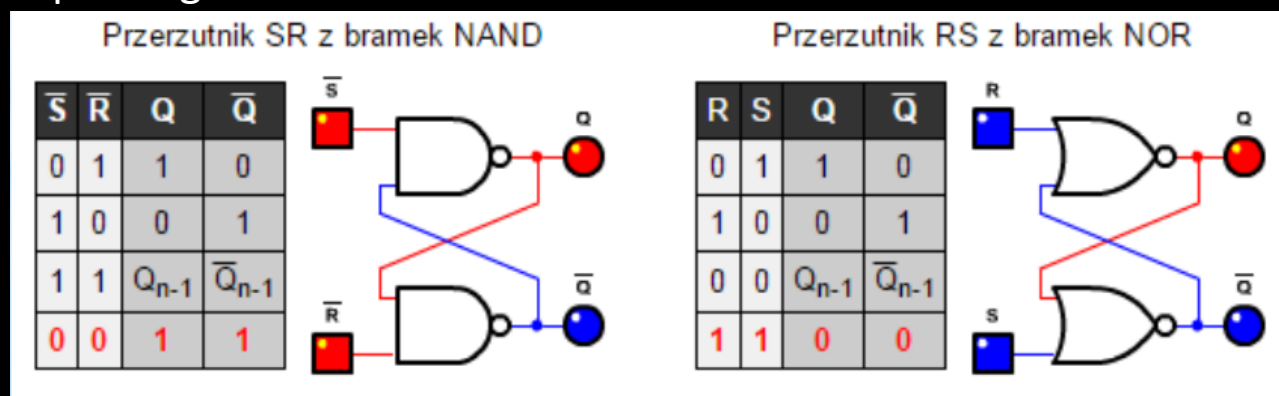 Przerzutnik SR z bramek NAND
S̅ R̅ Q Q̅
0 1 1 0
1 0 0 1
1 1 Qn-1 Q̅n-1
0 0 1 1
S̅
Q
R̅
Q̅
Przerzutnik RS z bramek NOR
R S Q Q̅
0 1 1 0
1 0 0 1
0 0 Qn-1 Q̅n-1
1 1 0 0
R
Q
S
Q̅